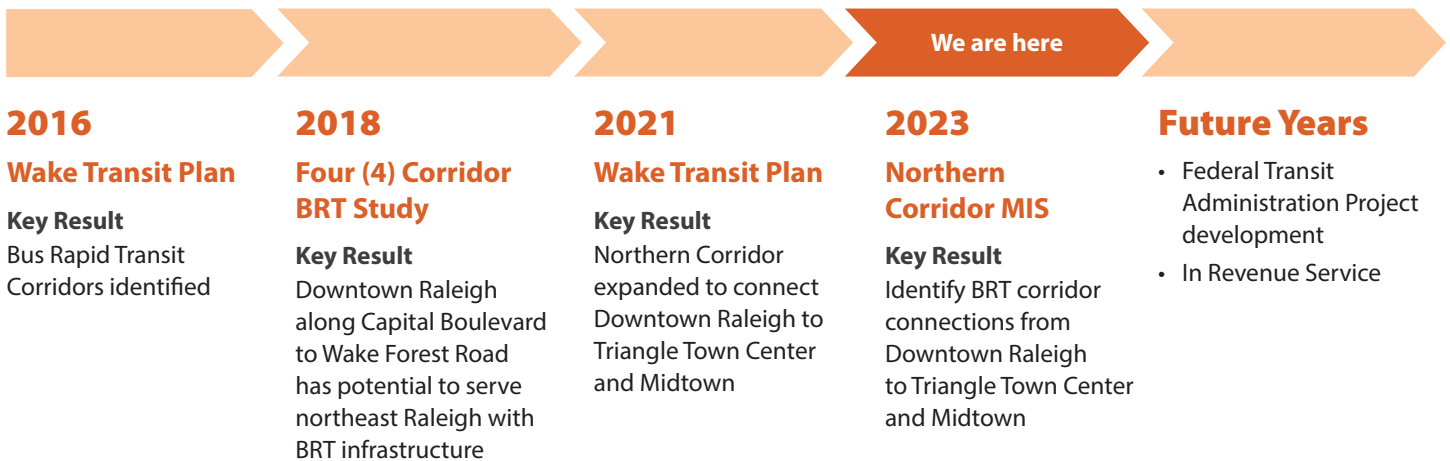 We are here
2016
Wake Transit Plan
Key Result
Bus Rapid Transit
Corridors identified
2018
Four (4) Corridor
BRT Study
Key Result
Downtown Raleigh
along Capital Boulevard
to Wake Forest Road
has potential to serve
northeast Raleigh with
BRT infrastructure
2021
Wake Transit Plan
Key Result
Northern Corridor
expanded to connect
Downtown Raleigh to
Triangle Town Center
and Midtown
2023
Northern
Corridor MIS
Key Result
Identify BRT corridor
connections from
Downtown Raleigh
to Triangle Town Center
and Midtown
Future Years
• Federal Transit
Administration Project
development
• In Revenue Service